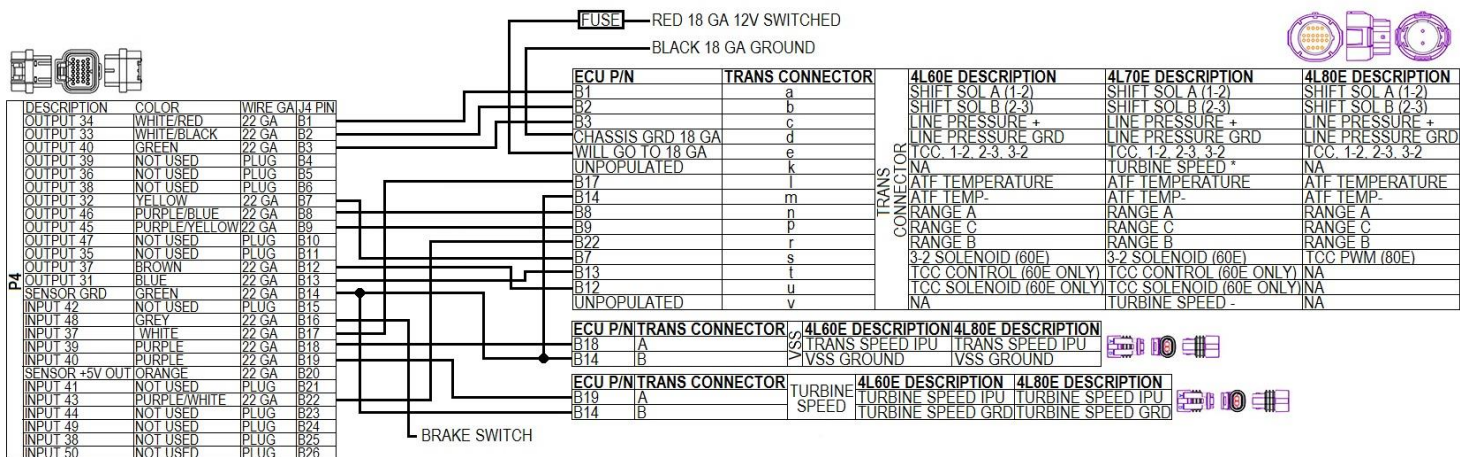 FUSE RED 18 GA 12V SWITCHED
BLACK 18 GA GROUND
ECU P/N TRANS CONNECTOR 4L60E DESCRIPTION 4L70E DESCRIPTION 4L80E DESCRIPTION
B1 a SHIFT SOL A (1-2) SHIFT SOL A (1-2) SHIFT SOL A (1-2)
B2 b SHIFT SOL B (2-3) SHIFT SOL B (2-3) SHIFT SOL B (2-3)
B3 c LINE PRESSURE + LINE PRESSURE + LINE PRESSURE +
CHASSIS GRD 18 GA d LINE PRESSURE GRD LINE PRESSURE GRD LINE PRESSURE GRD
WILL GO TO 18 GA e TCC. 1-2, 2-3, 3-2 TCC. 1-2, 2-3, 3-2 TCC. 1-2, 2-3, 3-2
UNPOPULATED k NA TURBINE SPEED * NA
B17 l ATF TEMPERATURE ATF TEMPERATURE ATF TEMPERATURE
B14 m ATF TEMP- ATF TEMP- ATF TEMP-
B8 n RANGE A RANGE A RANGE A
B9 p RANGE C RANGE C RANGE C
B22 r RANGE B RANGE B RANGE B
B7 s 3-2 SOLENOID (60E) 3-2 SOLENOID (60E) TCC PWM (80E)
B13 t TCC CONTROL (60E ONLY) TCC CONTROL (60E ONLY) NA
B12 u TCC SOLENOID (60E ONLY) TCC SOLENOID (60E ONLY) NA
UNPOPULATED v NA TURBINE SPEED - NA
TRANS
CONNECTOR
P4
DESCRIPTION COLOR WIRE GA J4 PIN
OUTPUT 34 WHITE/RED 22 GA B1
OUTPUT 33 WHITE/BLACK 22 GA B2
OUTPUT 40 GREEN 22 GA B3
OUTPUT 39 NOT USED PLUG B4
OUTPUT 36 NOT USED PLUG B5
OUTPUT 38 NOT USED PLUG B6
OUTPUT 32 YELLOW 22 GA B7
OUTPUT 46 PURPLE/BLUE 22 GA B8
OUTPUT 45 PURPLE/YELLOW 22 GA B9
OUTPUT 47 NOT USED PLUG B10
OUTPUT 35 NOT USED PLUG B11
OUTPUT 37 BROWN 22 GA B12
OUTPUT 31 BLUE 22 GA B13
SENSOR GRD GREEN 22 GA B14
INPUT 42 NOT USED PLUG B15
INPUT 48 GREY 22 GA B16
INPUT 37 WHITE 22 GA B17
INPUT 39 PURPLE 22 GA B18
INPUT 40 PURPLE 22 GA B19
SENSOR +5V OUT ORANGE 22 GA B20
INPUT 41 NOT USED PLUG B21
INPUT 43 PURPLE/WHITE 22 GA B22
INPUT 44 NOT USED PLUG B23
INPUT 49 NOT USED PLUG B24
INPUT 38 NOT USED PLUG B25
INPUT 50 NOT USED PLUG B26
ECU P/N TRANS CONNECTOR VSS 4L60E DESCRIPTION 4L80E DESCRIPTION
B18 A TRANS SPEED IPU TRANS SPEED IPU
B14 B VSS GROUND VSS GROUND
ECU P/N TRANS CONNECTOR TURBINE SPEED 4L60E DESCRIPTION 4L80E DESCRIPTION
B19 A TURBINE SPEED IPU TURBINE SPEED IPU
B14 B TURBINE SPEED GRD TURBINE SPEED GRD
BRAKE SWITCH